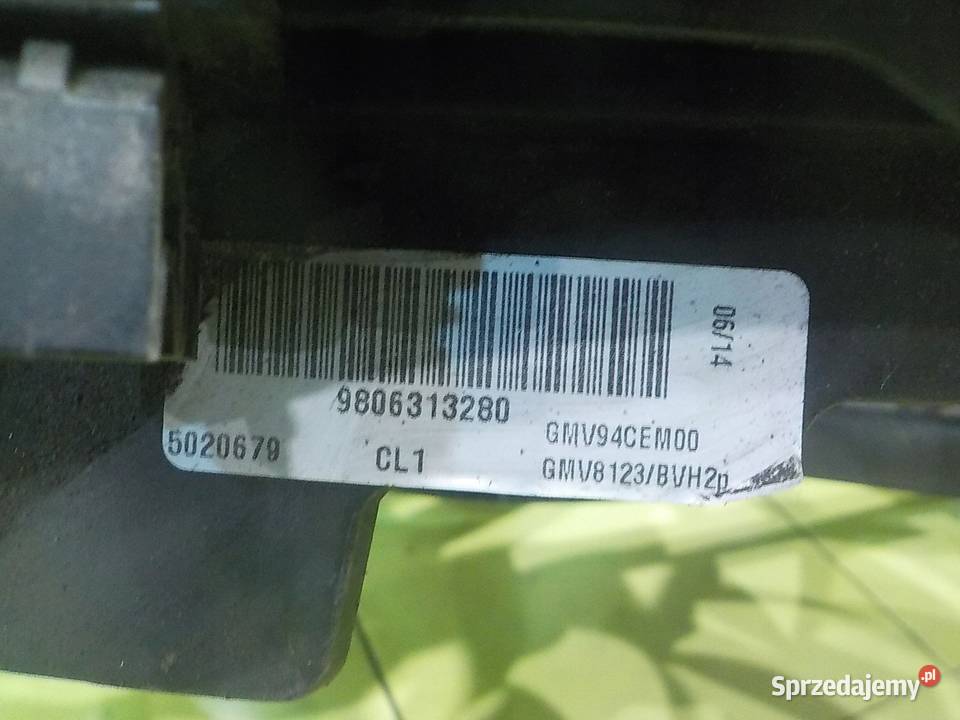 06/14
9806313280
5020679
CL1
GMV94CEM00
GMV8123/BVH2p
Sprzedajemy.pl